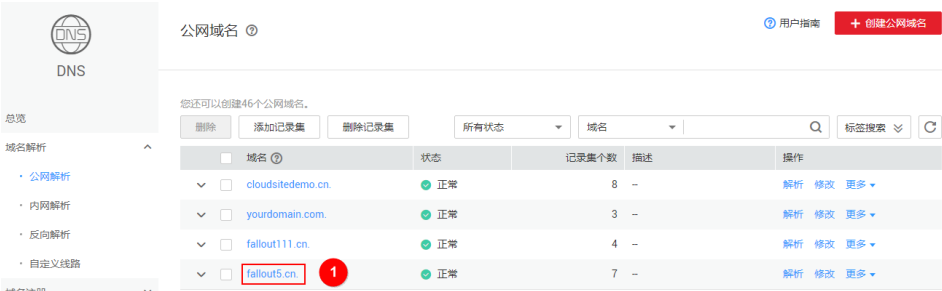 DNS
DNS
总览
域名解析
· 公网解析
· 内网解析
· 反向解析
· 自定义线路
公网域名
用户指南
+ 创建公网域名
您还可以创建46个公网域名。
删除 添加记录集 删除记录集 所有状态 域名 标签搜索
域名 状态 记录集个数 描述 操作
cloudsitedemo.cn. 正常 8 -- 解析 修改 更多
yourdomain.com. 正常 3 -- 解析 修改 更多
fallout111.cn. 正常 4 -- 解析 修改 更多
fallout5.cn. 1 正常 7 -- 解析 修改 更多